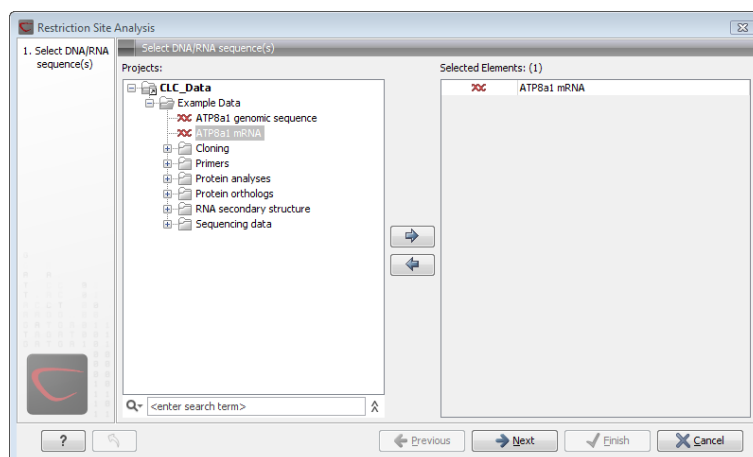 Restriction Site Analysis
1. Select DNA/RNA
sequence(s)
Select DNA/RNA sequence(s)
Projects:
CLC_Data
Example Data
ATP8a1 genomic sequence
ATP8a1 mRNA
Cloning
Primers
Protein analyses
Protein orthologs
RNA secondary structure
Sequencing data
<enter search term>
Selected Elements: (1)
ATP8a1 mRNA
?
Previous
Next
Finish
Cancel